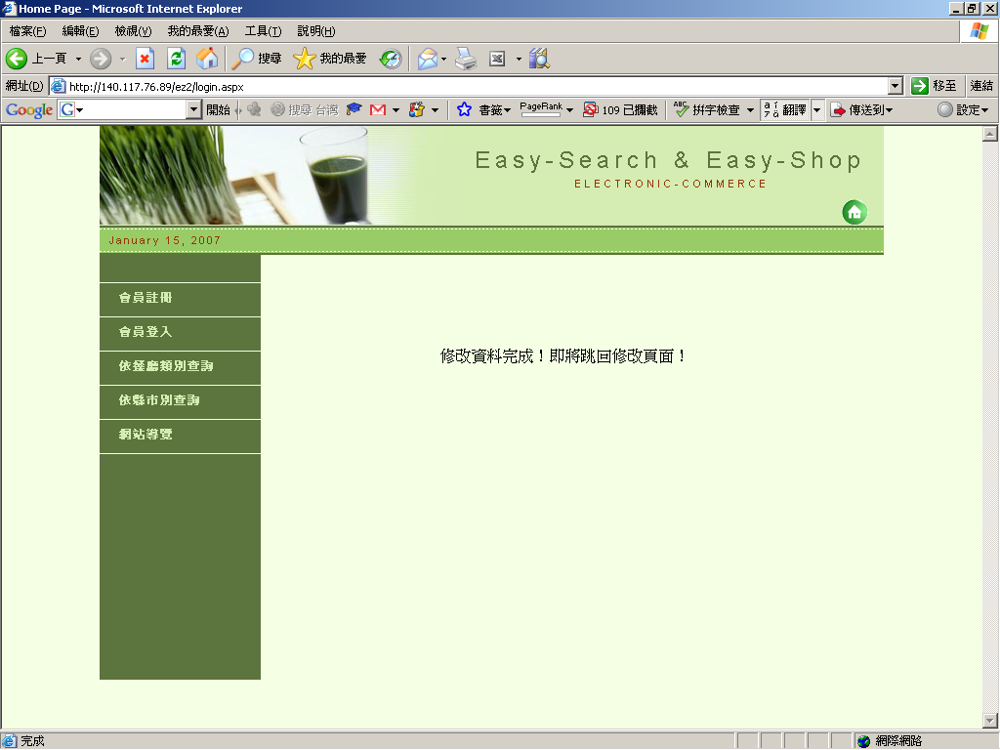 Home Page - Microsoft Internet Explorer
檔案(F) 編輯(E) 檢視(V) 我的最愛(A) 工具(T) 說明(H)
上一頁 搜尋 我的最愛
網址(D) http://140.117.76.89/ez2/login.aspx 移至 連結
Google G 開始 搜尋 台灣 書籤 PageRank 109 已攔截 ABC 拼字檢查 翻譯 傳送到 設定
Easy-Search & Easy-Shop
ELECTRONIC-COMMERCE
January 15, 2007
會員註冊
會員登入
依餐廳類別查詢
依縣市別查詢
網站導覽
修改資料完成！即將跳回修改頁面！
完成 網際網路